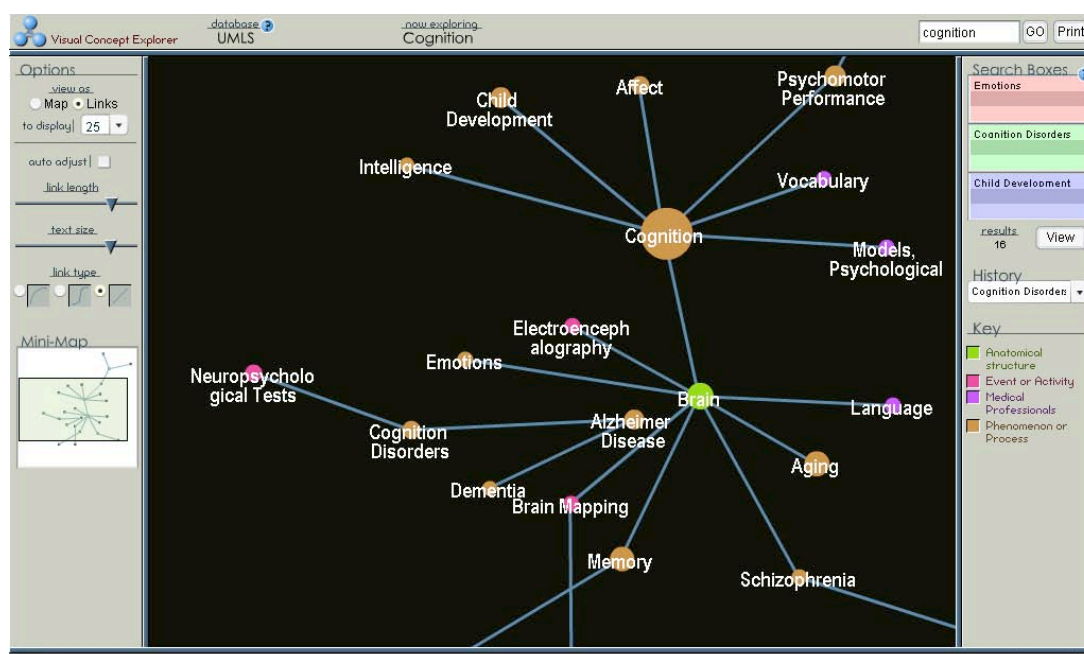 Visual Concept Explorer
database ?
UMLS
now exploring
Cognition
cognition
GO
Print
Options
view as
Map
Links
to display
25
auto adjust
link length
text size
link type
Mini-Map
Child
Development
Affect
Psychomotor
Performance
Intelligence
Vocabulary
Cognition
Models,
Psychological
Electroenceph
alography
Emotions
Neuropsycholo
gical Tests
Brain
Language
Alzheimer
Disease
Cognition
Disorders
Aging
Dementia
Brain Mapping
Memory
Schizophrenia
Search Boxes
Emotions
Cognition Disorders
Child Development
results
16
View
History
Cognition Disorders
Key
Anatomical
structure
Event or Activity
Medical
Professionals
Phenomenon or
Process